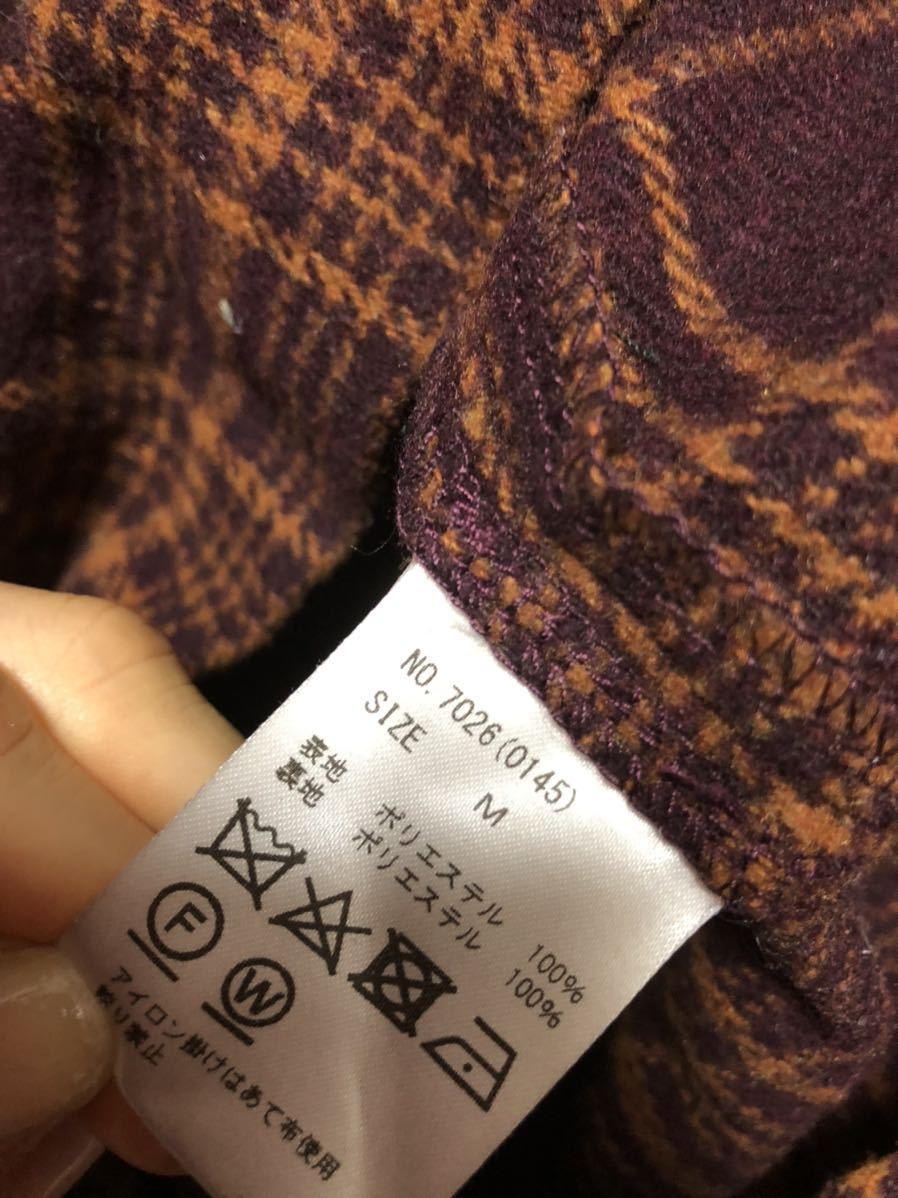 NO. 7026(0145)
SIZE M
表地 ポリエステル 100%
裏地 ポリエステル 100%
F
W
アイロン掛けはあて布使用
り禁止